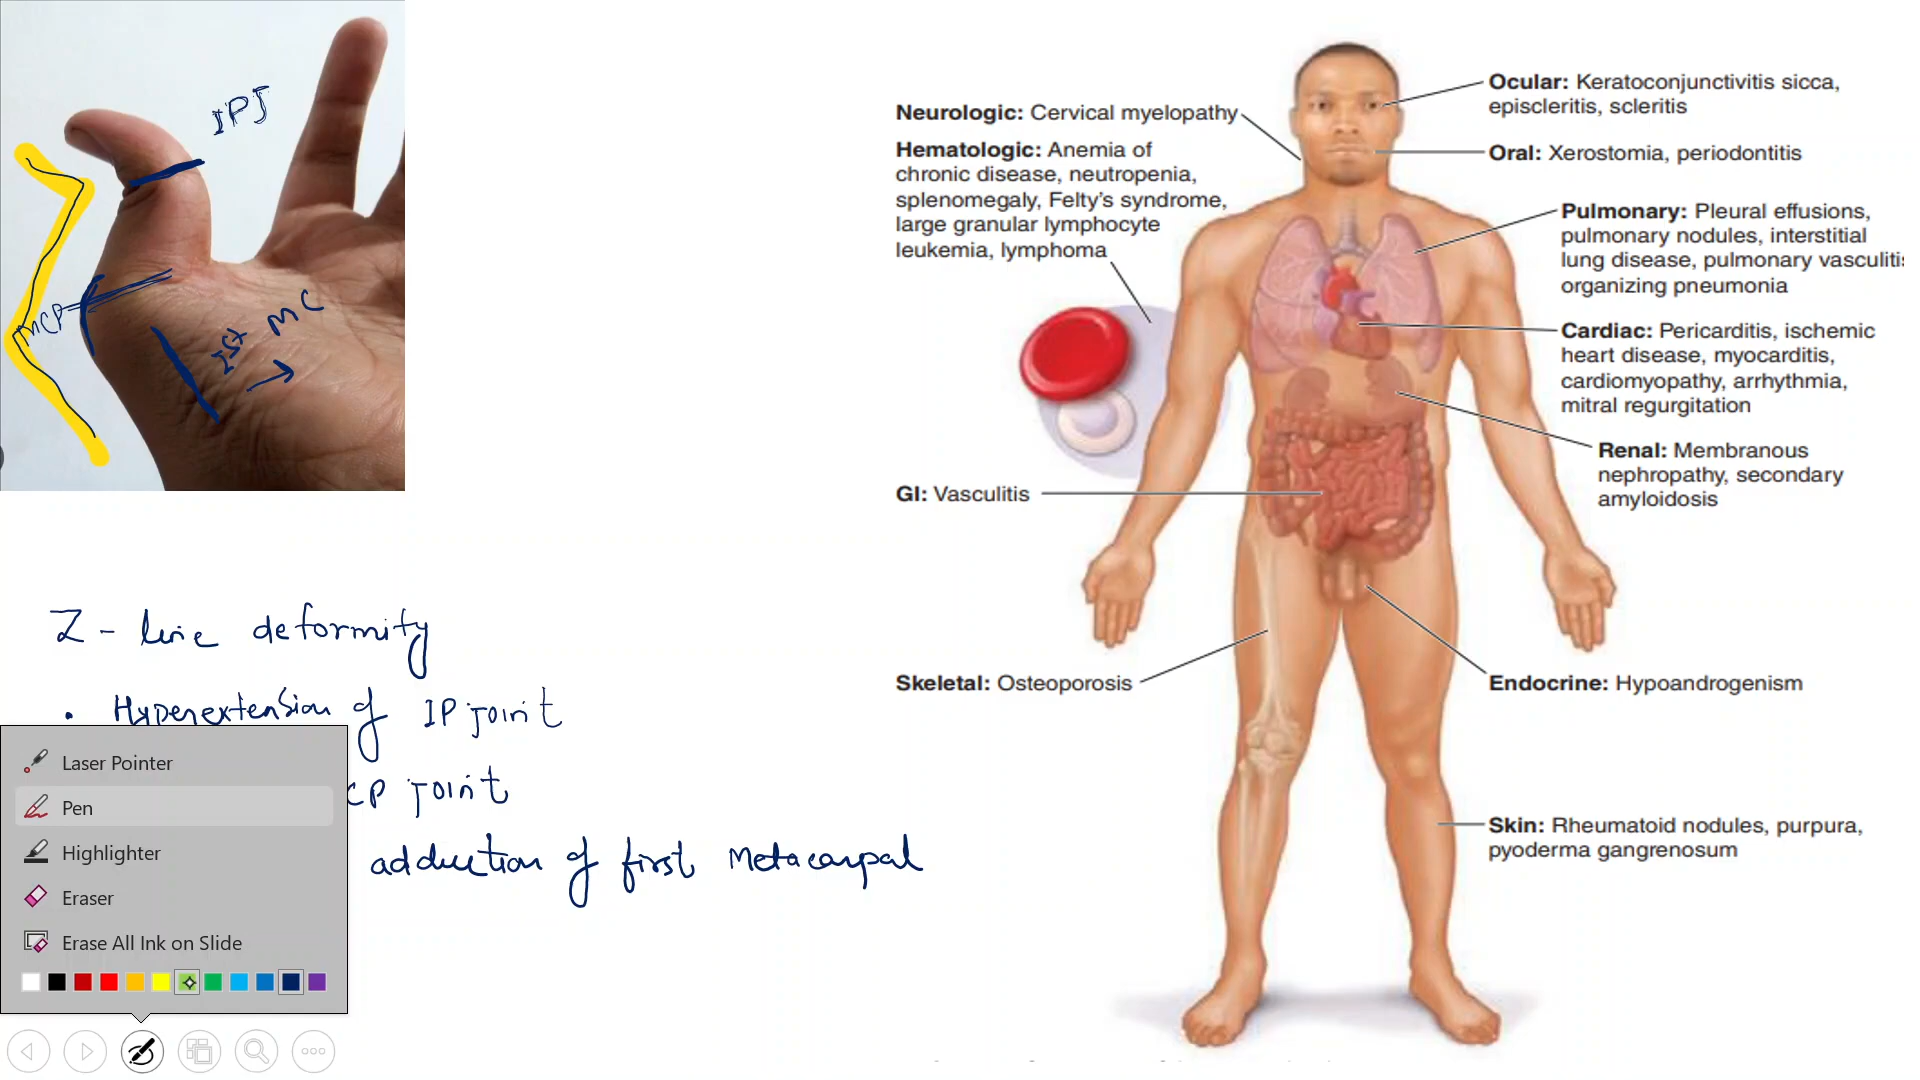 IPJ
MCP
1st MC
Z - line deformity
• Hyperextension of IP joint
CP joint
adduction of first Metacarpal
Laser Pointer
Pen
Highlighter
Eraser
Erase All Ink on Slide
Neurologic: Cervical myelopathy
Hematologic: Anemia of
chronic disease, neutropenia,
splenomegaly, Felty's syndrome,
large granular lymphocyte
leukemia, lymphoma
GI: Vasculitis
Skeletal: Osteoporosis
Ocular: Keratoconjunctivitis sicca,
episcleritis, scleritis
Oral: Xerostomia, periodontitis
Pulmonary: Pleural effusions,
pulmonary nodules, interstitial
lung disease, pulmonary vasculitis
organizing pneumonia
Cardiac: Pericarditis, ischemic
heart disease, myocarditis,
cardiomyopathy, arrhythmia,
mitral regurgitation
Renal: Membranous
nephropathy, secondary
amyloidosis
Endocrine: Hypoandrogenism
Skin: Rheumatoid nodules, purpura,
pyoderma gangrenosum